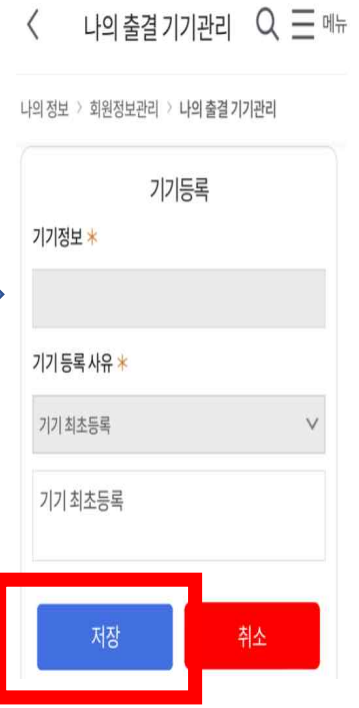 나의 출결 기기관리 메뉴
나의 정보 > 회원정보관리 > 나의 출결 기기관리
기기등록
기기정보 *
기기 등록 사유 *
기기 최초등록
기기 최초등록
저장 취소